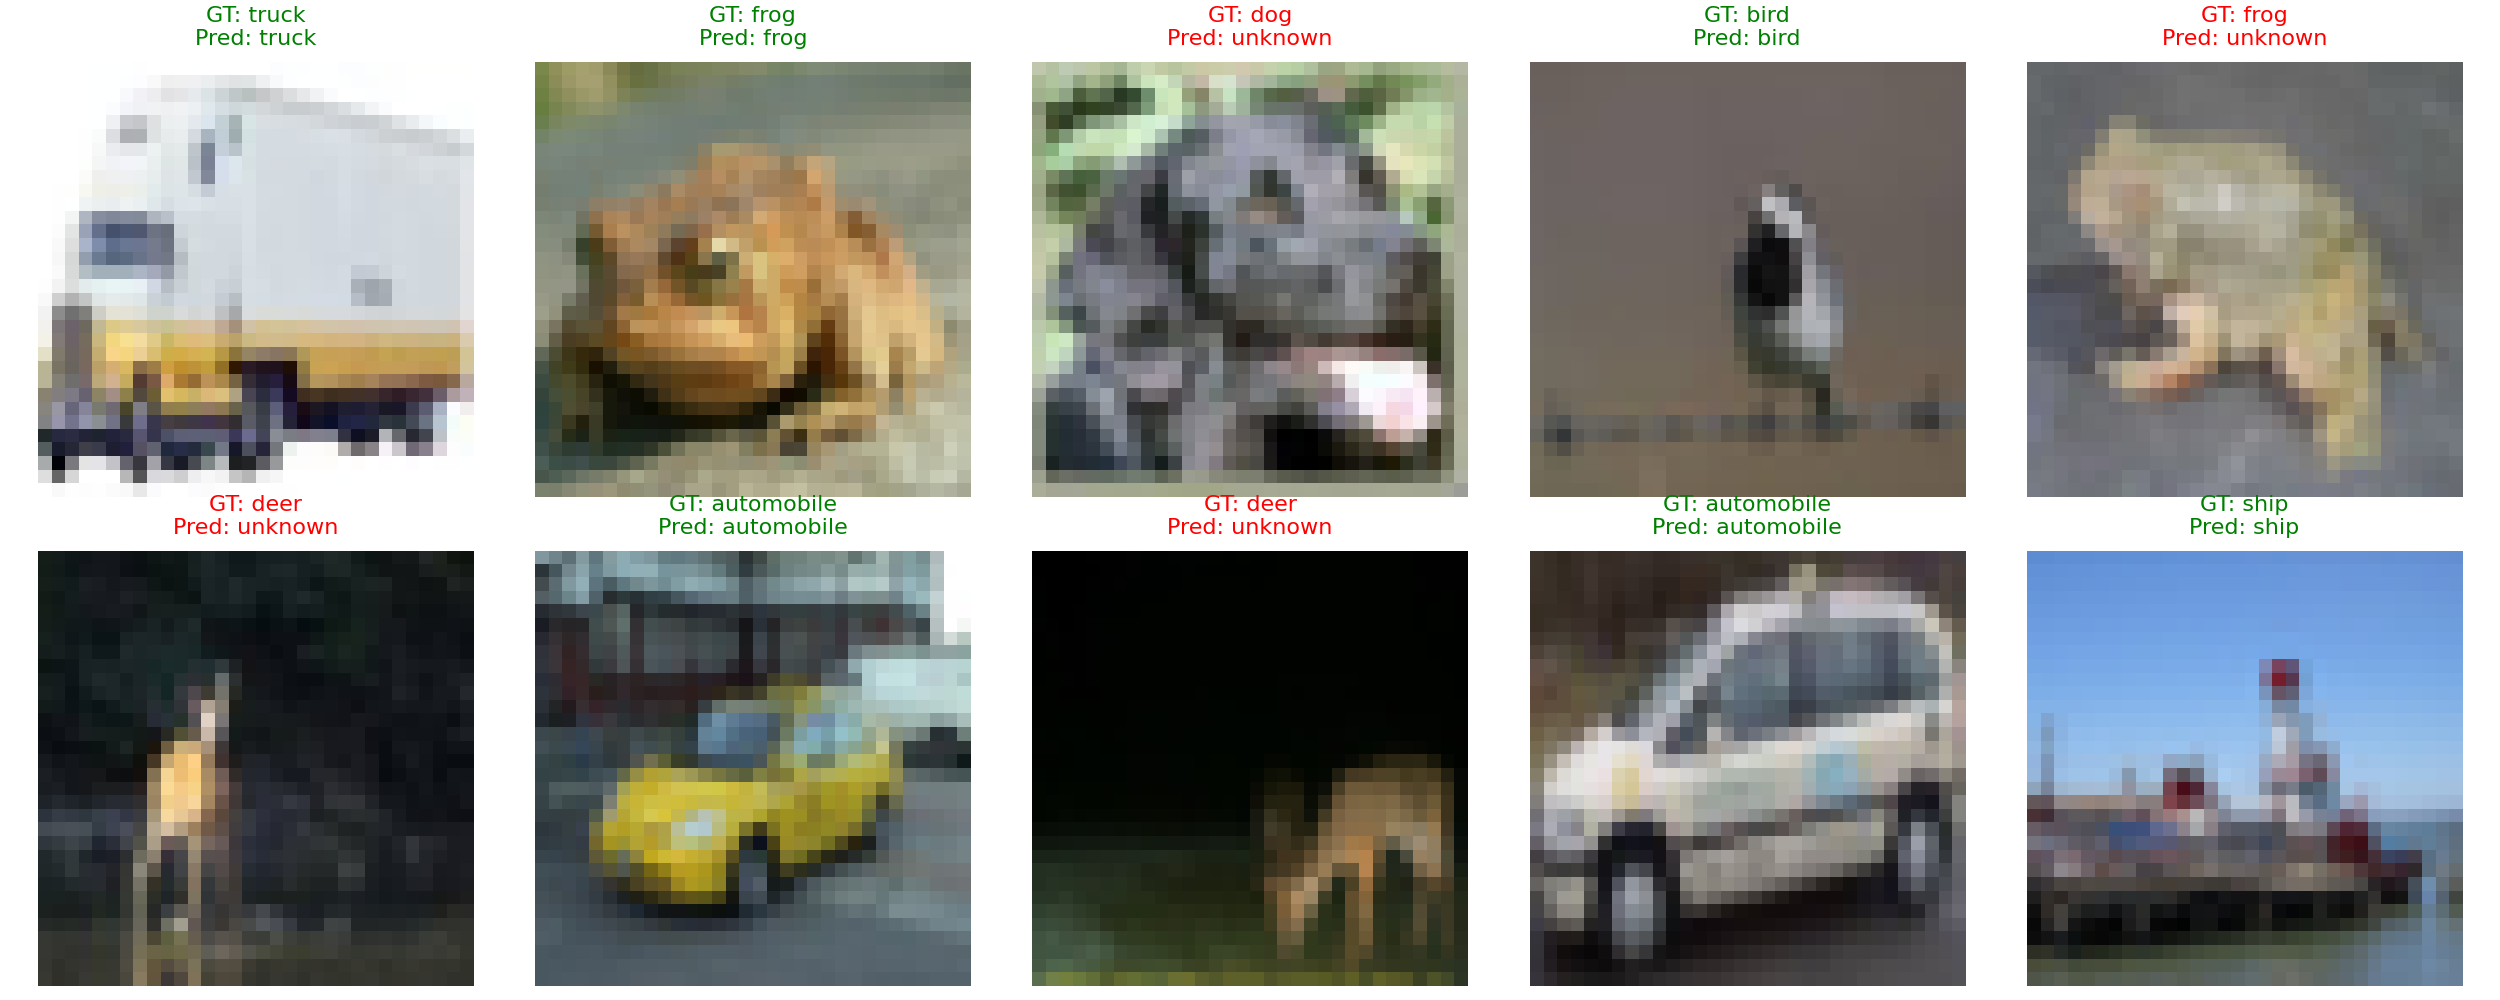 GT: truck
Pred: truck
GT: frog
Pred: frog
GT: dog
Pred: unknown
GT: bird
Pred: bird
GT: frog
Pred: unknown
GT: deer
Pred: unknown
GT: automobile
Pred: automobile
GT: deer
Pred: unknown
GT: automobile
Pred: automobile
GT: ship
Pred: ship